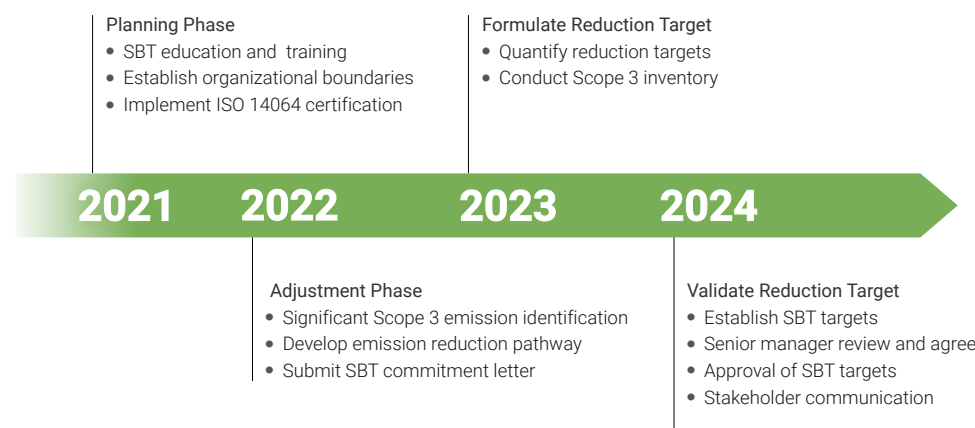 Planning Phase
• SBT education and  training
• Establish organizational boundaries
• Implement ISO 14064 certification
Formulate Reduction Target
• Quantify reduction targets
• Conduct Scope 3 inventory
2021
2022
2023
2024
Adjustment Phase
• Significant Scope 3 emission identification
• Develop emission reduction pathway
• Submit SBT commitment letter
Validate Reduction Target
• Establish SBT targets
• Senior manager review and agree
• Approval of SBT targets
• Stakeholder communication